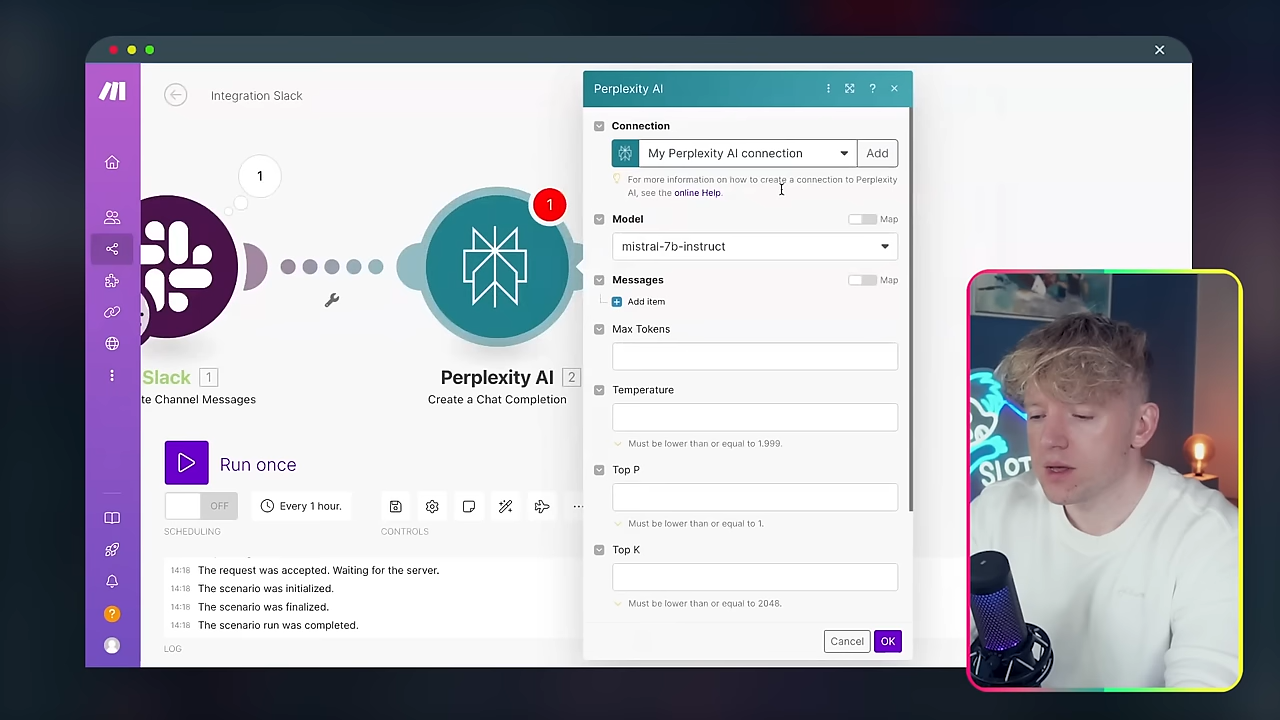 Integration Slack
1
1
Slack 1
te Channel Messages
Perplexity AI 2
Create a Chat Completion
Run once
OFF
Every 1 hour.
SCHEDULING
CONTROLS
14:18 The request was accepted. Waiting for the server.
14:18 The scenario was initialized.
14:18 The scenario was finalized.
14:18 The scenario run was completed.
LOG
Perplexity AI
Connection
My Perplexity AI connection
Add
For more information on how to create a connection to Perplexity
AI, see the online Help.
Model
Map
mistral-7b-instruct
Messages
Map
Add item
Max Tokens
Temperature
Must be lower than or equal to 1.999.
Top P
Must be lower than or equal to 1.
Top K
Must be lower than or equal to 2048.
Cancel
OK
SLOT